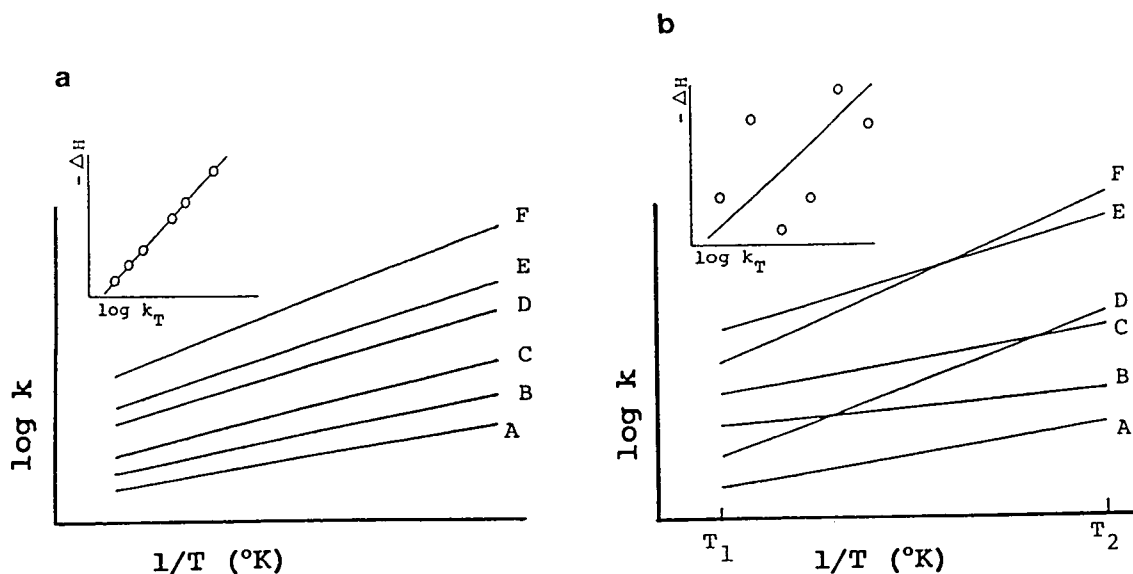 a
- ΔH
log k_T
F
E
D
C
B
A
log k
1/T (°K)
b
- ΔH
log k_T
F
E
D
C
B
A
log k
T_1
1/T (°K)
T_2